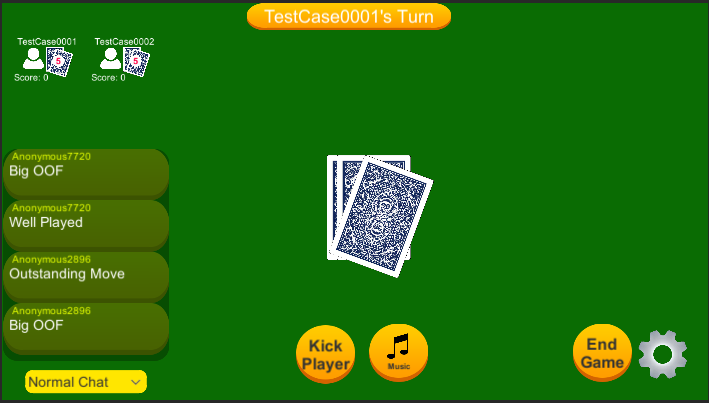 TestCase0001's Turn
TestCase0001
TestCase0002
5
5
Score: 0
Score: 0
Anonymous7720
Big OOF
Anonymous7720
Well Played
Anonymous2896
Outstanding Move
Anonymous2896
Big OOF
Normal Chat
Kick
Player
Music
End
Game